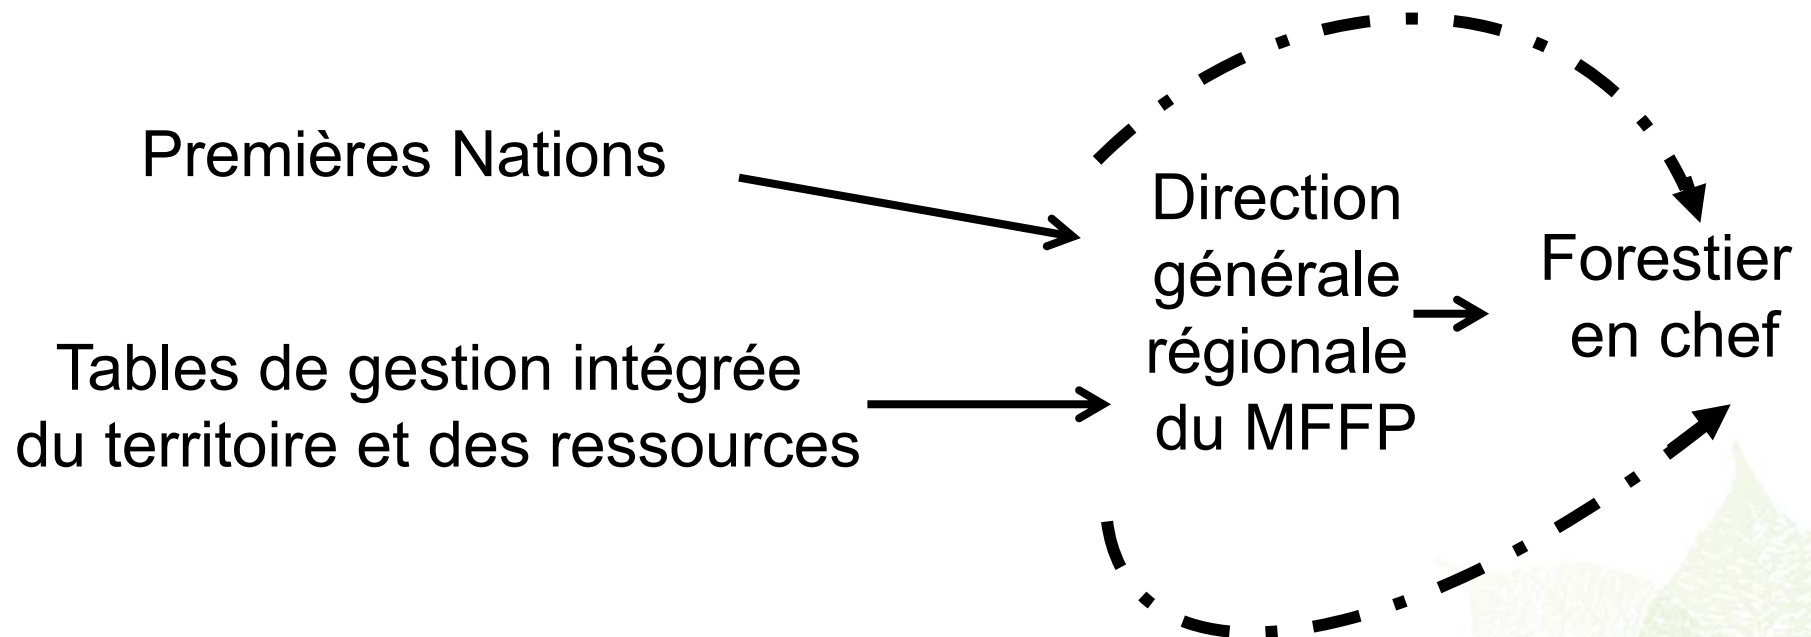 Premières Nations
Tables de gestion intégrée
du territoire et des ressources
Direction
générale
régionale
du MFFP
Forestier
en chef